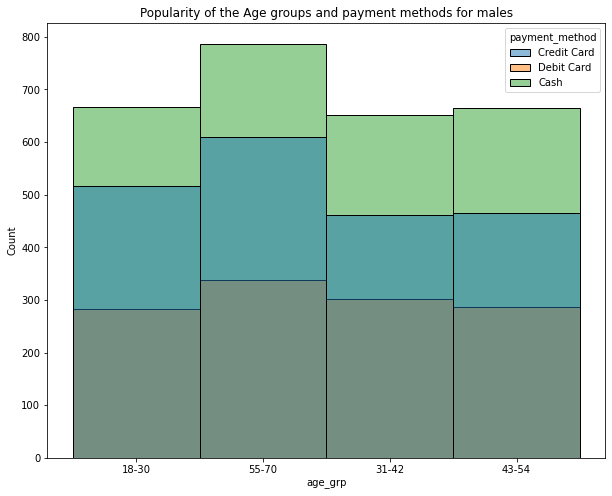 Popularity of the Age groups and payment methods for males
payment_method
Credit Card
Debit Card
Cash
800
700
600
500
400
300
200
100
0
Count
18-30 55-70 31-42 43-54
age_grp